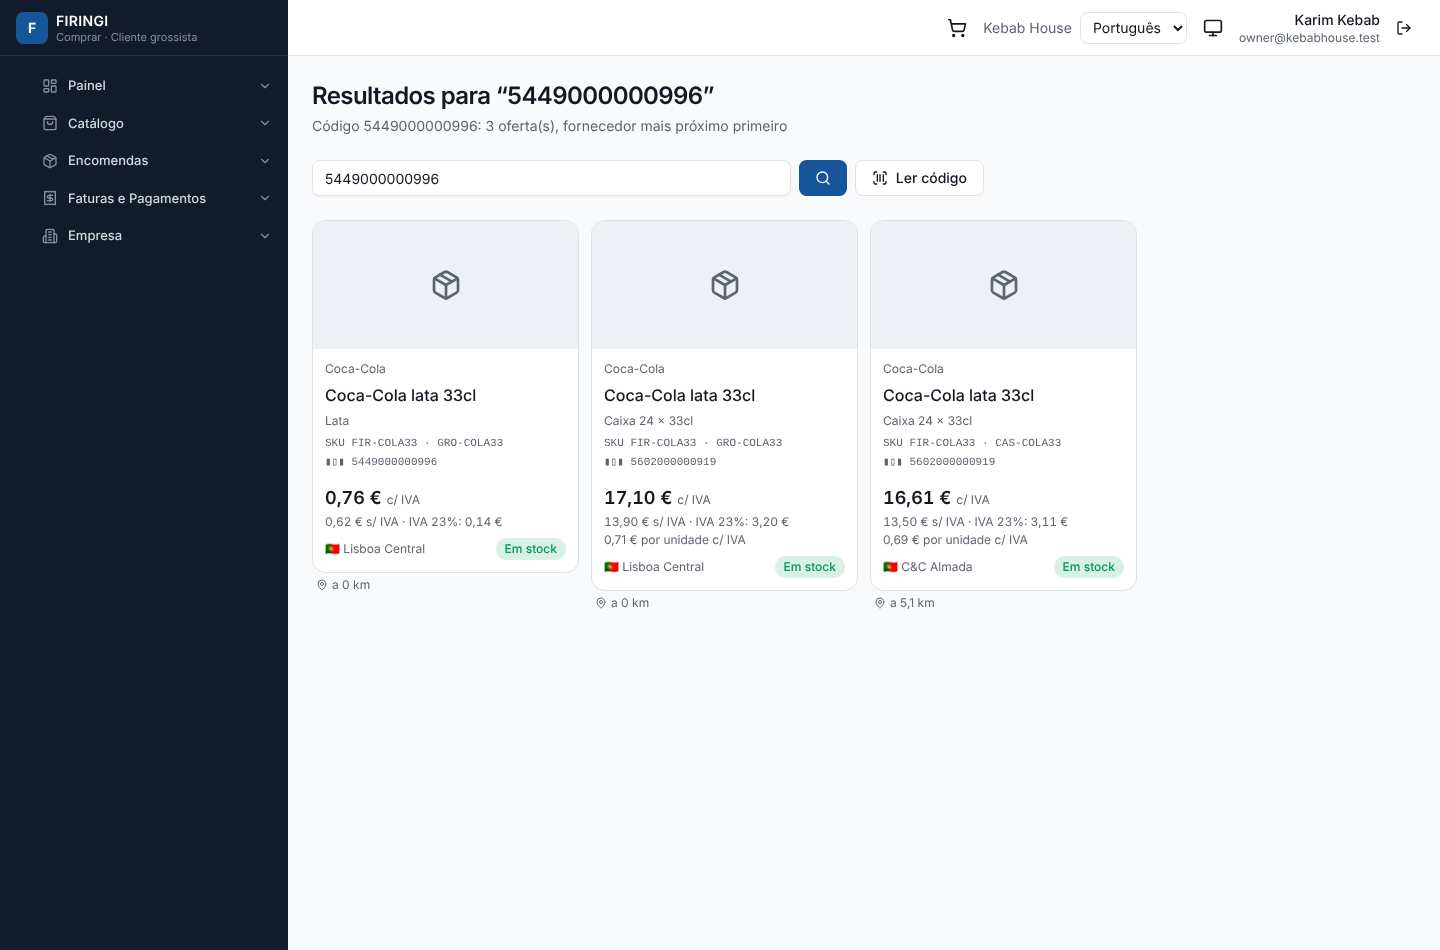 FIRINGI
Comprar · Cliente grossista
Painel
Catálogo
Encomendas
Faturas e Pagamentos
Empresa
Kebab House
Português
Karim Kebab
owner@kebabhouse.test
Resultados para “5449000000996”
Código 5449000000996: 3 oferta(s), fornecedor mais próximo primeiro
5449000000996
Ler código
Coca-Cola
Coca-Cola lata 33cl
Lata
SKU FIR-COLA33 · GRO-COLA33
5449000000996
0,76 € c/ IVA
0,62 € s/ IVA · IVA 23%: 0,14 €
Lisboa Central
Em stock
a 0 km
Coca-Cola
Coca-Cola lata 33cl
Caixa 24 × 33cl
SKU FIR-COLA33 · GRO-COLA33
5602000000919
17,10 € c/ IVA
13,90 € s/ IVA · IVA 23%: 3,20 €
0,71 € por unidade c/ IVA
Lisboa Central
Em stock
a 0 km
Coca-Cola
Coca-Cola lata 33cl
Caixa 24 × 33cl
SKU FIR-COLA33 · CAS-COLA33
5602000000919
16,61 € c/ IVA
13,50 € s/ IVA · IVA 23%: 3,11 €
0,69 € por unidade c/ IVA
C&C Almada
Em stock
a 5,1 km